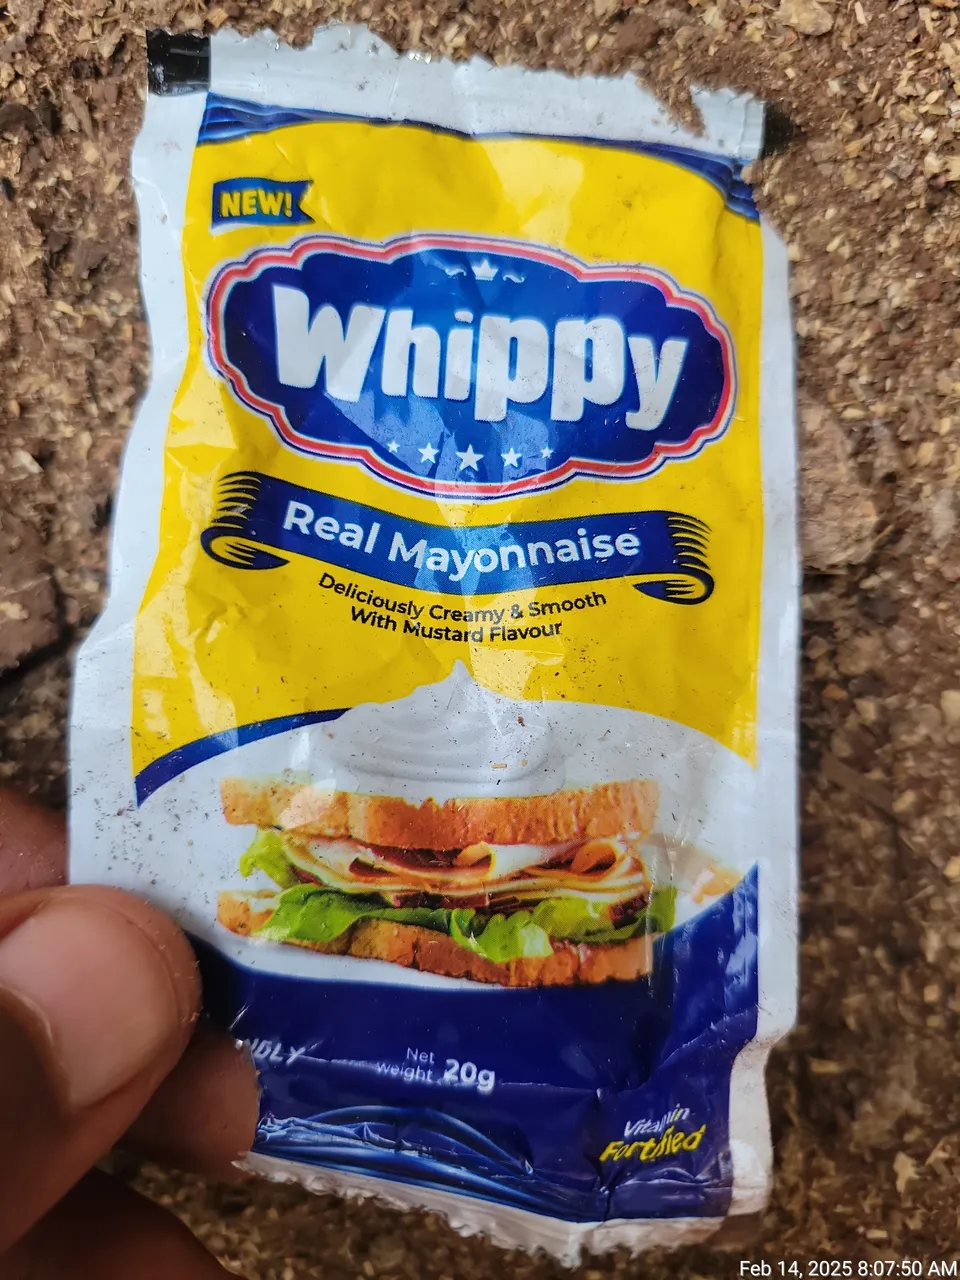 NEW!
Whippy
Real Mayonnaise
Deliciously Creamy & Smooth
With Mustard Flavour
Net
weight 20g
Vitamin
Fortified
Feb 14, 2025 8:07:50 AM